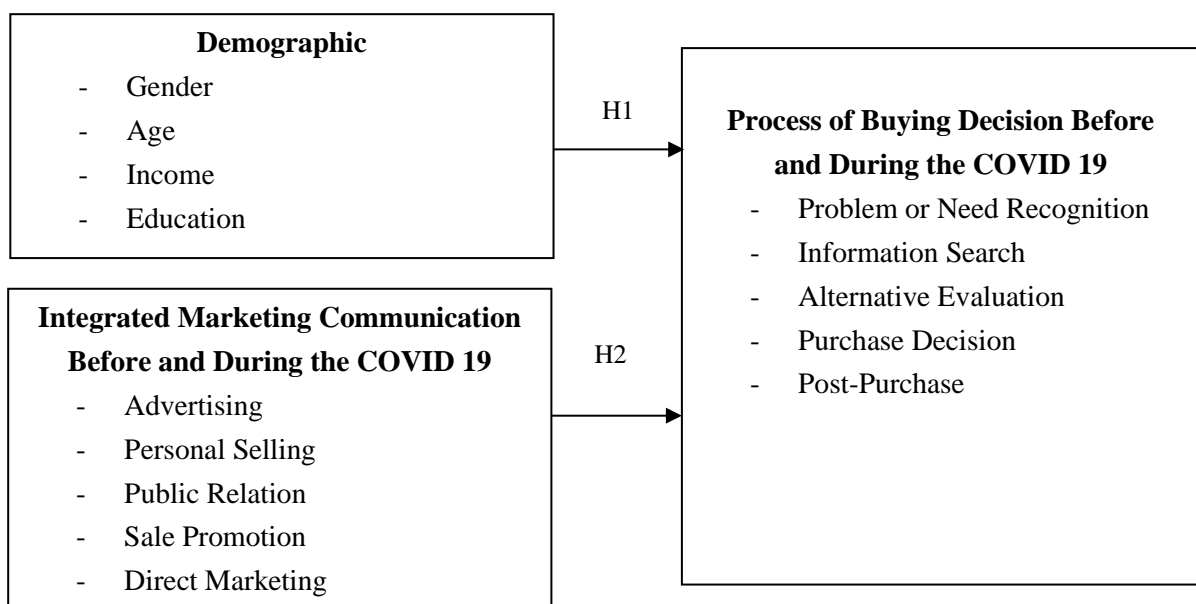 Demographic
- Gender
- Age
- Income
- Education
H1
Integrated Marketing Communication
Before and During the COVID 19
- Advertising
- Personal Selling
- Public Relation
- Sale Promotion
- Direct Marketing
H2
Process of Buying Decision Before
and During the COVID 19
- Problem or Need Recognition
- Information Search
- Alternative Evaluation
- Purchase Decision
- Post-Purchase